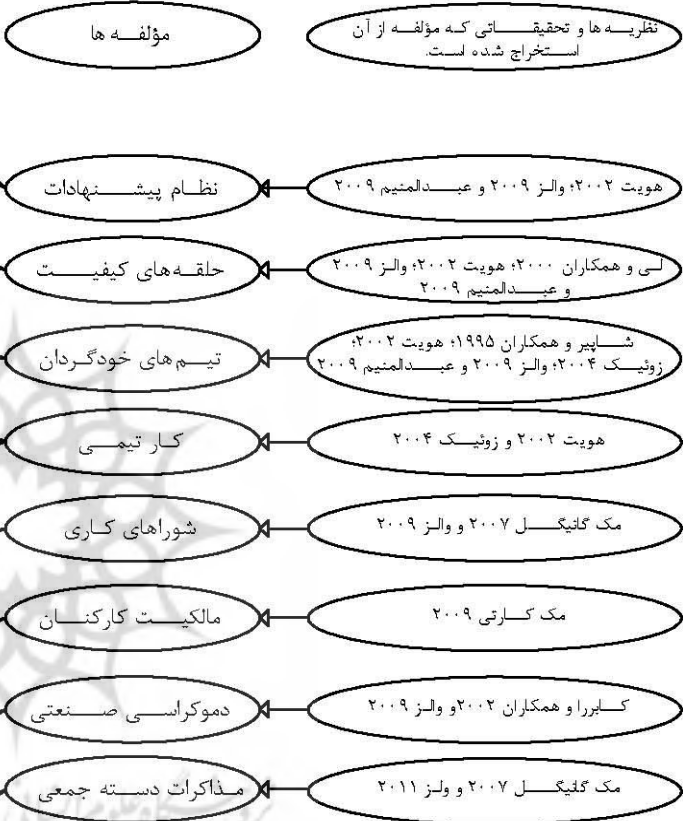 نظریه ها و تحقیقاتی که مؤلفه از آن
استخراج شده است.
مؤلفه ها
هویت ۲۰۰۲؛ والز ۲۰۰۹ و عبدالمنیم ۲۰۰۹
نظام پیشنهادات
لی و همکاران ۲۰۰۰؛ هویت ۲۰۰۲؛ والز ۲۰۰۹
و عبدالمنیم ۲۰۰۹
حلقه‌های کیفیت
شاپیر و همکاران ۱۹۹۵؛ هویت ۲۰۰۲؛
زوئیک ۲۰۰۴؛ والز ۲۰۰۹ و عبدالمنیم ۲۰۰۹
تیم‌های خودگردان
هویت ۲۰۰۲ و زوئیک ۲۰۰۴
کار تیمی
مک گانیگل ۲۰۰۷ و والز ۲۰۰۹
شوراهای کاری
مک کارتی ۲۰۰۹
مالکیت کارکنان
کابررا و همکاران ۲۰۰۲و والز ۲۰۰۹
دموکراسی صنعتی
مک گانیگل ۲۰۰۷ و ولز ۲۰۱۱
مذاکرات دسته جمعی